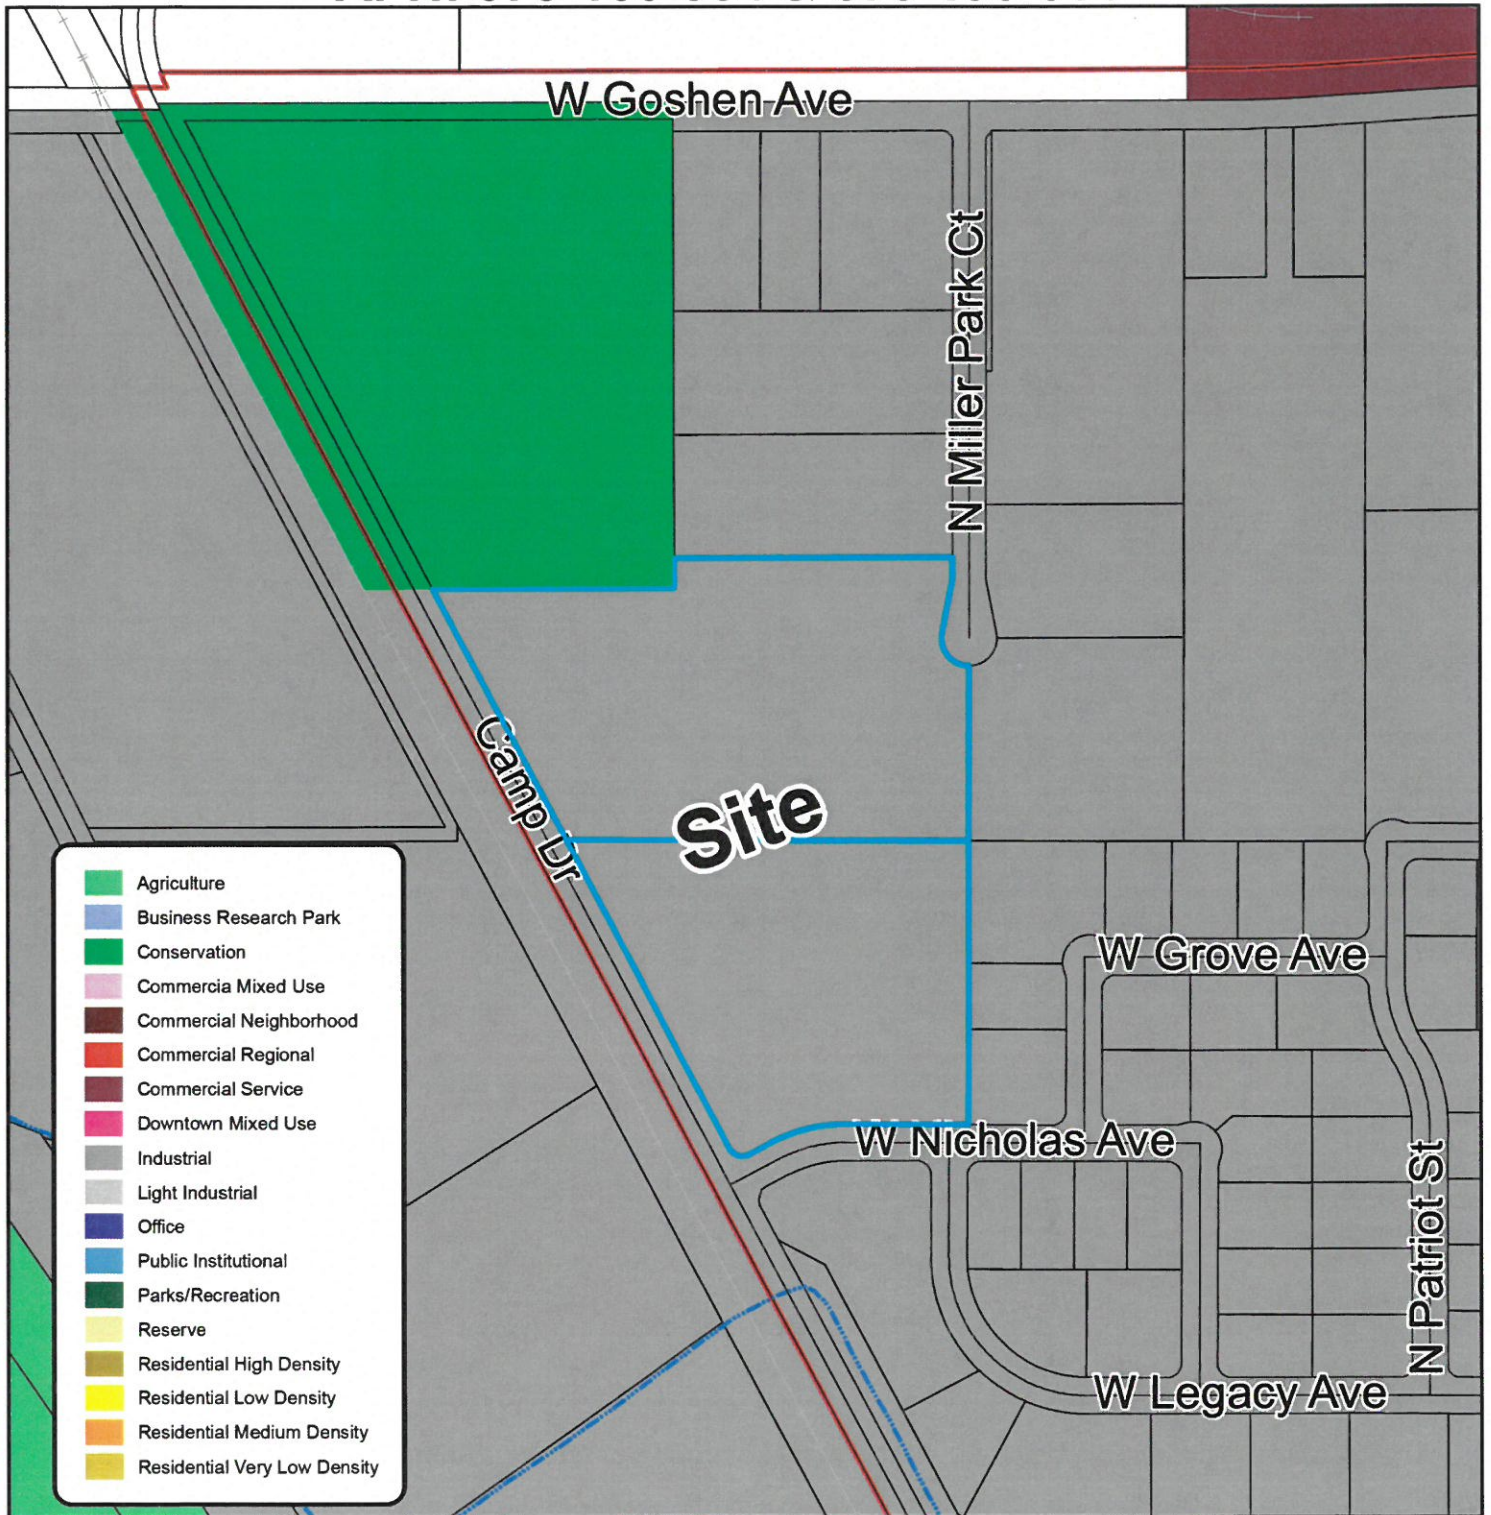 W Goshen Ave
N Miller Park Ct
Camp Dr
Site
W Grove Ave
W Nicholas Ave
N Patriot St
W Legacy Ave
Agriculture
Business Research Park
Conservation
Commercia Mixed Use
Commercial Neighborhood
Commercial Regional
Commercial Service
Downtown Mixed Use
Industrial
Light Industrial
Office
Public Institutional
Parks/Recreation
Reserve
Residential High Density
Residential Low Density
Residential Medium Density
Residential Very Low Density